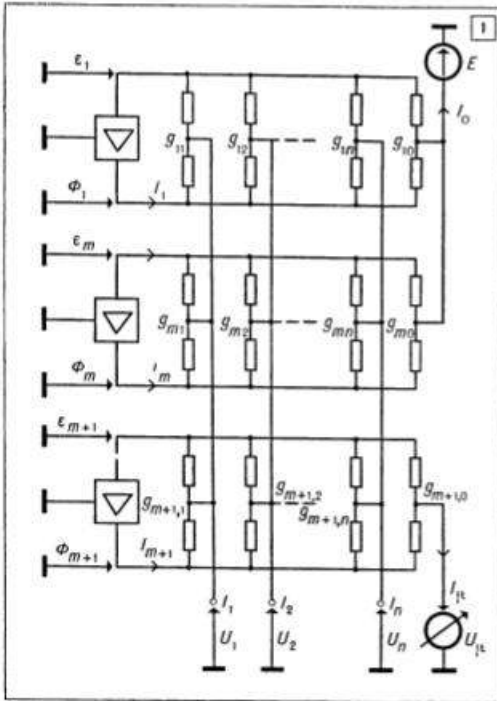 1
ε₁
E
I₀
g₁₁ g₁₂ g₁ₙ g₁₀
Φ₁ I₁
εₘ
gₘ₁ gₘ₂ gₘₙ gₘ₀
Φₘ Iₘ
εₘ₊₁
gₘ₊₁,₁ gₘ₊₁,₂ gₘ₊₁,ₙ gₘ₊₁,₀
Φₘ₊₁ Iₘ₊₁
I₁ I₂ Iₙ
U₁ U₂ Uₙ